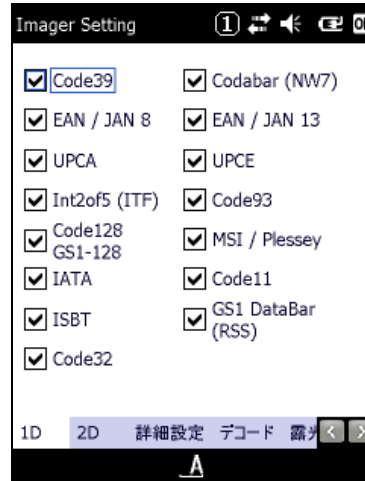 Imager Setting 1
Code39 Codabar (NW7)
EAN / JAN 8 EAN / JAN 13
UPCA UPCE
Int2of5 (ITF) Code93
Code128
GS1-128
MSI / Plessey
IATA Code11
ISBT
GS1 DataBar
(RSS)
Code32
1D 2D 詳細設定 デコード
A